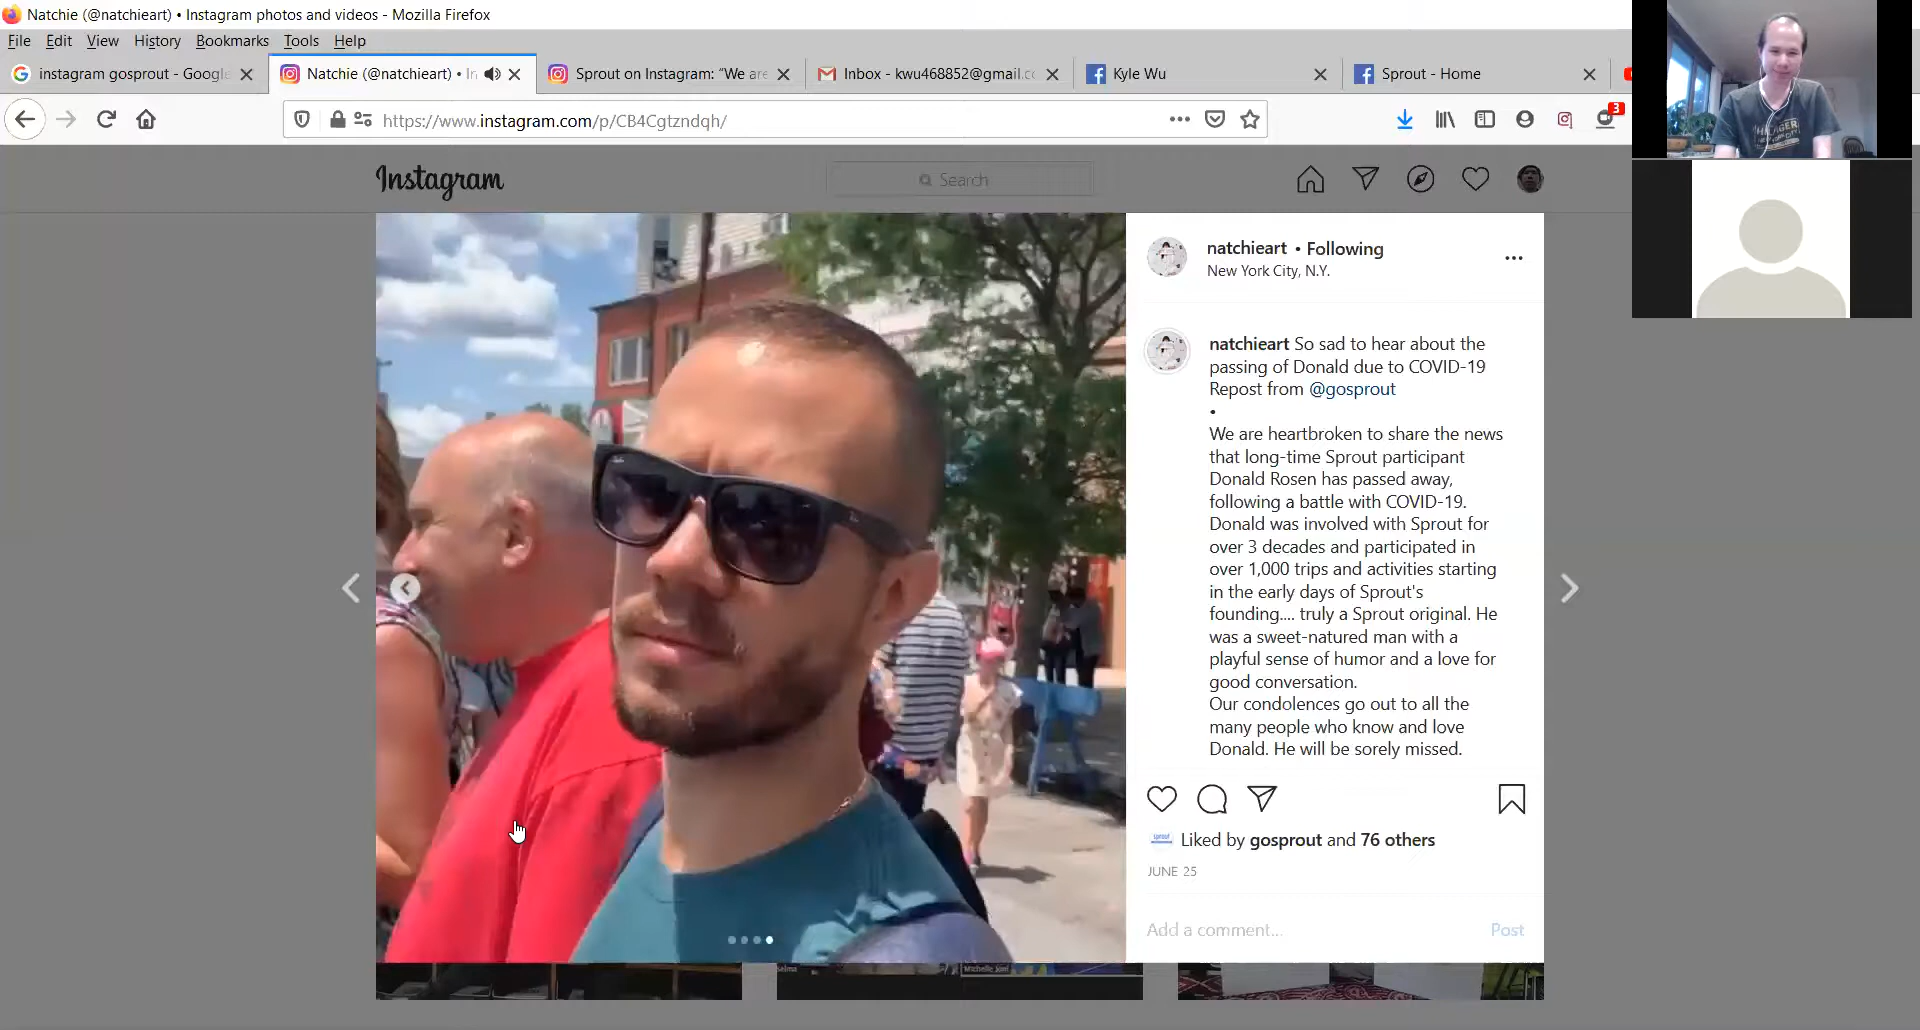 Natchie (@natchieart) • Instagram photos and videos - Mozilla Firefox
File Edit View History Bookmarks Tools Help
instagram gosprout - Google
Natchie (@natchieart) • In
Sprout on Instagram: “We are
Inbox - kwu468852@gmail.co
Kyle Wu
Sprout - Home
https://www.instagram.com/p/CB4Cgtzndqh/
3
Instagram
Search
natchieart • Following
New York City, N.Y.
natchieart So sad to hear about the
passing of Donald due to COVID-19
Repost from @gosprout
•
We are heartbroken to share the news
that long-time Sprout participant
Donald Rosen has passed away,
following a battle with COVID-19.
Donald was involved with Sprout for
over 3 decades and participated in
over 1,000 trips and activities starting
in the early days of Sprout's
founding.... truly a Sprout original. He
was a sweet-natured man with a
playful sense of humor and a love for
good conversation.
Our condolences go out to all the
many people who know and love
Donald. He will be sorely missed.
sprout
Liked by gosprout and 76 others
JUNE 25
Add a comment... Post
Selma